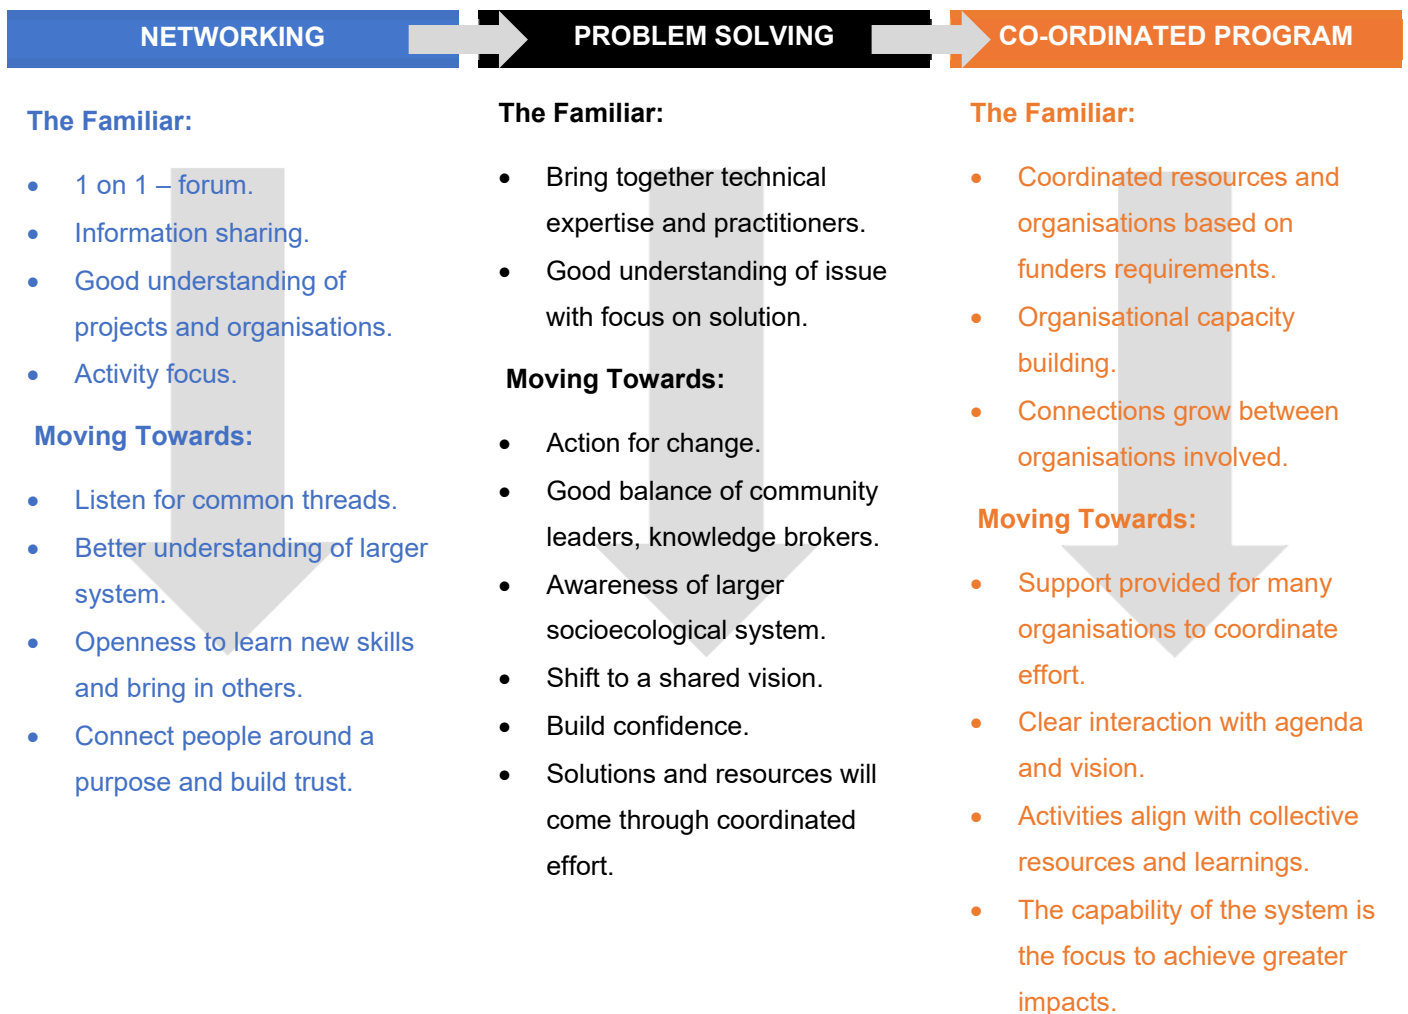 NETWORKING
PROBLEM SOLVING
CO-ORDINATED PROGRAM
The Familiar:
• 1 on 1 – forum.
• Information sharing.
• Good understanding of
projects and organisations.
• Activity focus.
Moving Towards:
• Listen for common threads.
• Better understanding of larger
system.
• Openness to learn new skills
and bring in others.
• Connect people around a
purpose and build trust.
The Familiar:
• Bring together technical
expertise and practitioners.
• Good understanding of issue
with focus on solution.
Moving Towards:
• Action for change.
• Good balance of community
leaders, knowledge brokers.
• Awareness of larger
socioecological system.
• Shift to a shared vision.
• Build confidence.
• Solutions and resources will
come through coordinated
effort.
The Familiar:
• Coordinated resources and
organisations based on
funders requirements.
• Organisational capacity
building.
• Connections grow between
organisations involved.
Moving Towards:
• Support provided for many
organisations to coordinate
effort.
• Clear interaction with agenda
and vision.
• Activities align with collective
resources and learnings.
• The capability of the system is
the focus to achieve greater
impacts.